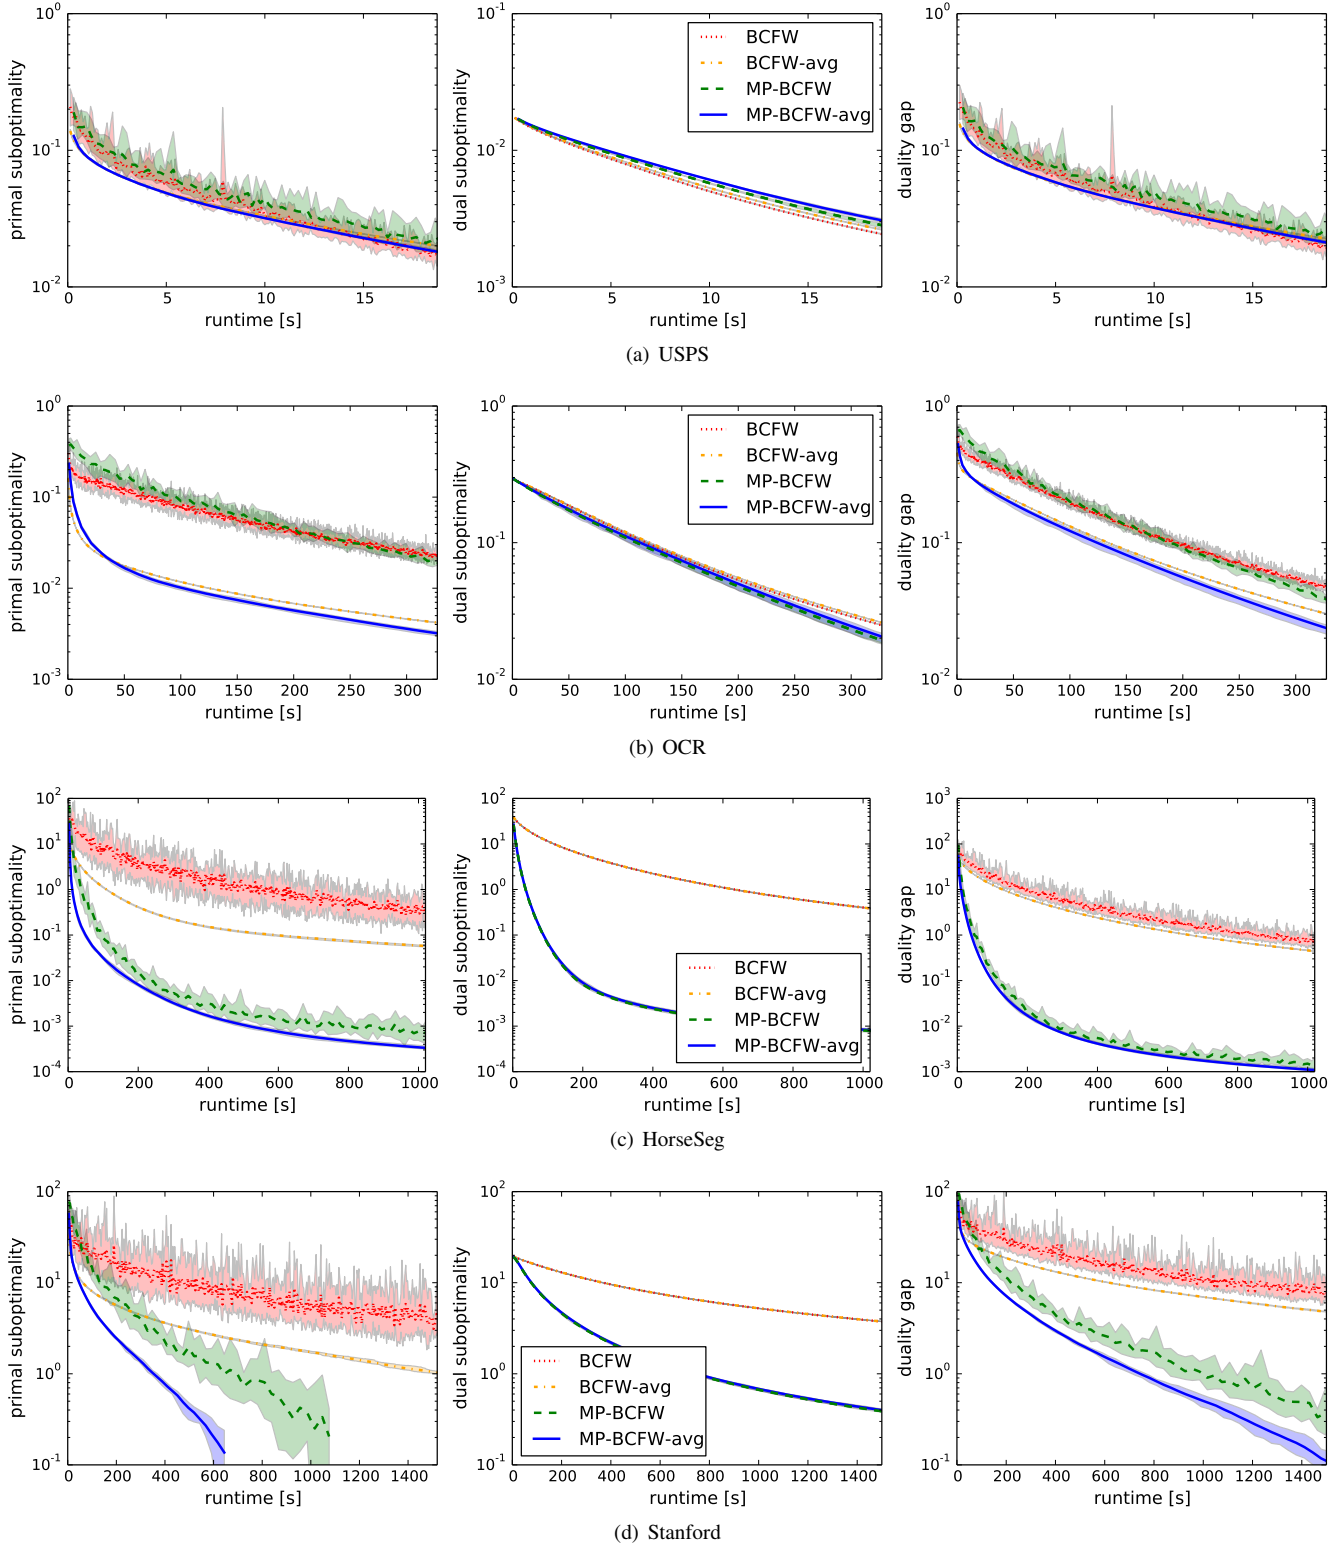 primal suboptimality
10^0
10^-1
10^-2
0 5 10 15
runtime [s]
dual suboptimality
10^-1
10^-2
10^-3
0 5 10 15
runtime [s]
BCFW
BCFW-avg
MP-BCFW
MP-BCFW-avg
duality gap
10^0
10^-1
10^-2
0 5 10 15
runtime [s]
(a) USPS
primal suboptimality
10^0
10^-1
10^-2
10^-3
0 50 100 150 200 250 300
runtime [s]
dual suboptimality
10^0
10^-1
10^-2
0 50 100 150 200 250 300
runtime [s]
BCFW
BCFW-avg
MP-BCFW
MP-BCFW-avg
duality gap
10^0
10^-1
10^-2
0 50 100 150 200 250 300
runtime [s]
(b) OCR
primal suboptimality
10^2
10^1
10^0
10^-1
10^-2
10^-3
10^-4
0 200 400 600 800 1000
runtime [s]
dual suboptimality
10^2
10^1
10^0
10^-1
10^-2
10^-3
10^-4
0 200 400 600 800 1000
runtime [s]
BCFW
BCFW-avg
MP-BCFW
MP-BCFW-avg
duality gap
10^3
10^2
10^1
10^0
10^-1
10^-2
10^-3
0 200 400 600 800 1000
runtime [s]
(c) HorseSeg
primal suboptimality
10^2
10^1
10^0
10^-1
0 200 400 600 800 1000 1200 1400
runtime [s]
dual suboptimality
10^2
10^1
10^0
10^-1
0 200 400 600 800 1000 1200 1400
runtime [s]
BCFW
BCFW-avg
MP-BCFW
MP-BCFW-avg
duality gap
10^2
10^1
10^0
10^-1
0 200 400 600 800 1000 1200 1400
runtime [s]
(d) Stanford